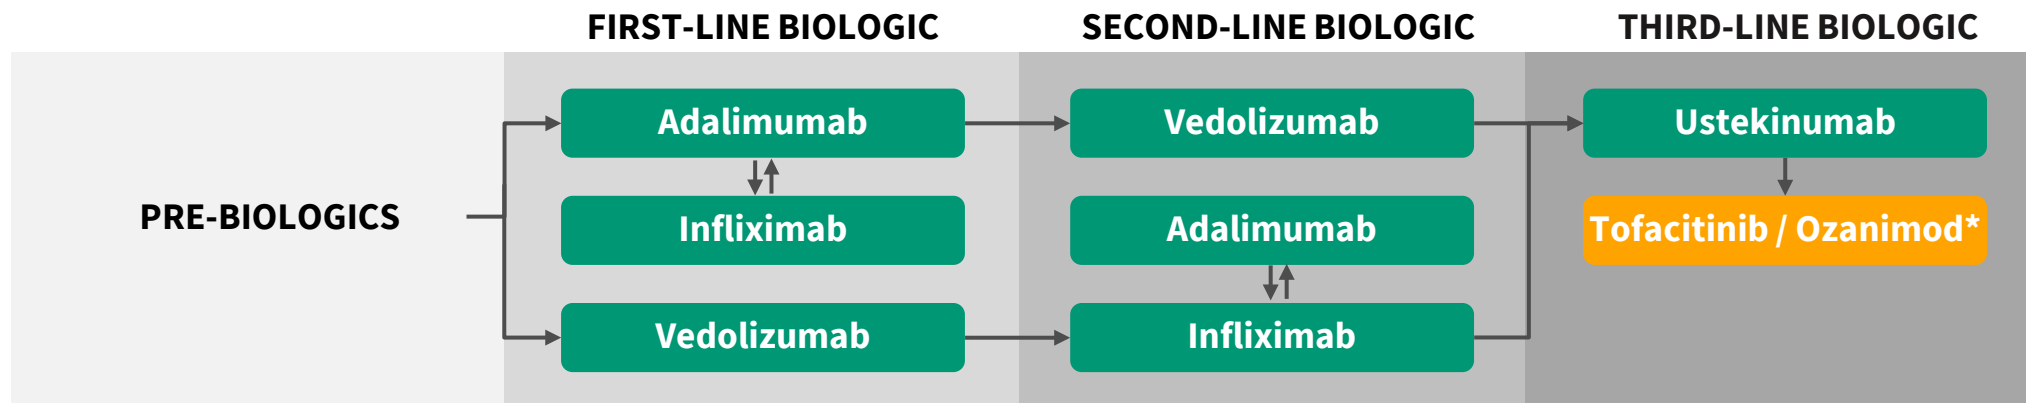 FIRST-LINE BIOLOGIC
SECOND-LINE BIOLOGIC
THIRD-LINE BIOLOGIC
PRE-BIOLOGICS
Adalimumab
Infliximab
Vedolizumab
Vedolizumab
Adalimumab
Infliximab
Ustekinumab
Tofacitinib / Ozanimod*